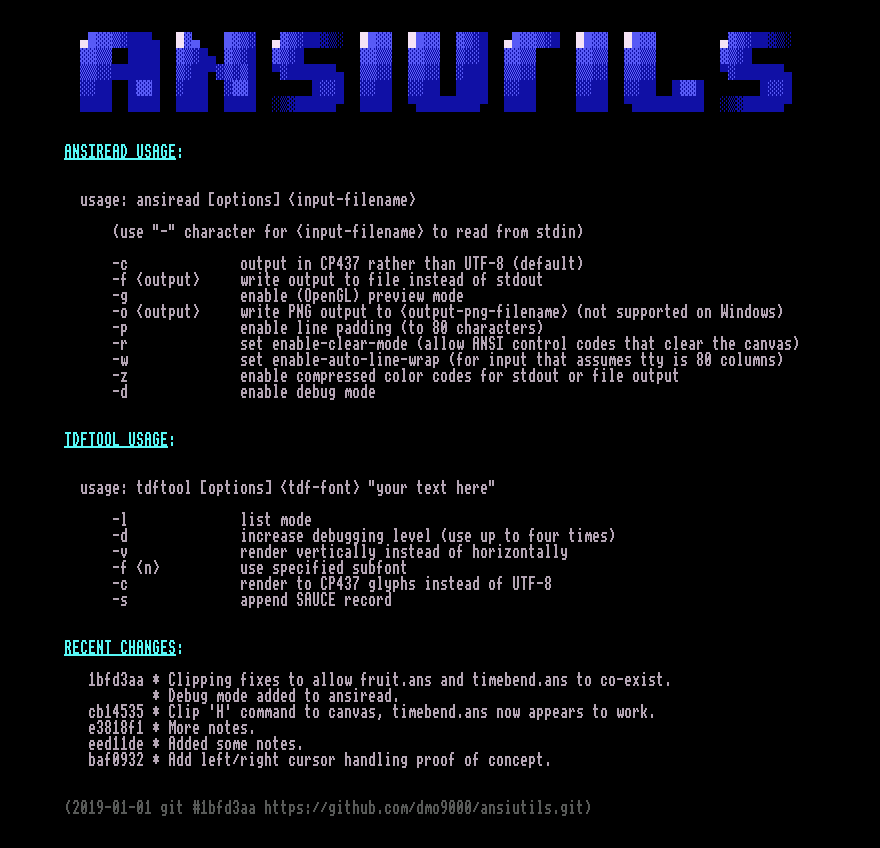 ANSIUTILS
ANSIREAD USAGE:
usage: ansiread [options] <input-filename>
(use "-" character for <input-filename> to read from stdin)
-c output in CP437 rather than UTF-8 (default)
-f <output> write output to file instead of stdout
-g enable (OpenGL) preview mode
-o <output> write PNG output to <output-png-filename> (not supported on Windows)
-p enable line padding (to 80 characters)
-r set enable-clear-mode (allow ANSI control codes that clear the canvas)
-w set enable-auto-line-wrap (for input that assumes tty is 80 columns)
-z enable compressed color codes for stdout or file output
-d enable debug mode
TDFTOOL USAGE:
usage: tdftool [options] <tdf-font> "your text here"
-l list mode
-d increase debugging level (use up to four times)
-v render vertically instead of horizontally
-f <n> use specified subfont
-c render to CP437 glyphs instead of UTF-8
-s append SAUCE record
RECENT CHANGES:
1bfd3aa * Clipping fixes to allow fruit.ans and timebend.ans to co-exist.
* Debug mode added to ansiread.
cb14535 * Clip 'H' command to canvas, timebend.ans now appears to work.
e3818f1 * More notes.
eed11de * Added some notes.
baf0932 * Add left/right cursor handling proof of concept.
(2019-01-01 git #1bfd3aa https://github.com/dmo9000/ansiutils.git)